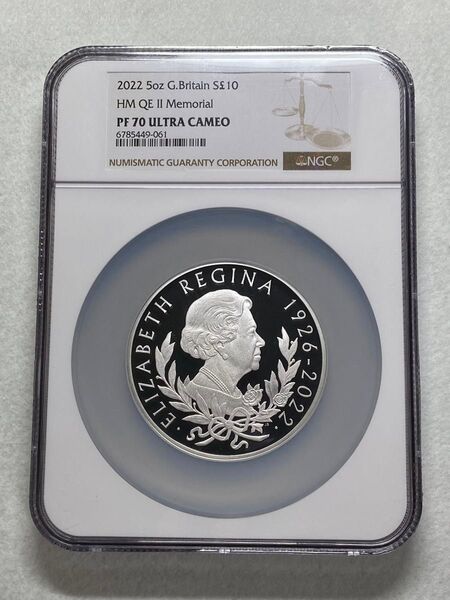 2022 5oz G.Britain S£10
HM QE II Memorial
PF 70 ULTRA CAMEO
6785449-061
NUMISMATIC GUARANTY CORPORATION
NGC®
· ELIZABETH REGINA 1926-2022 ·